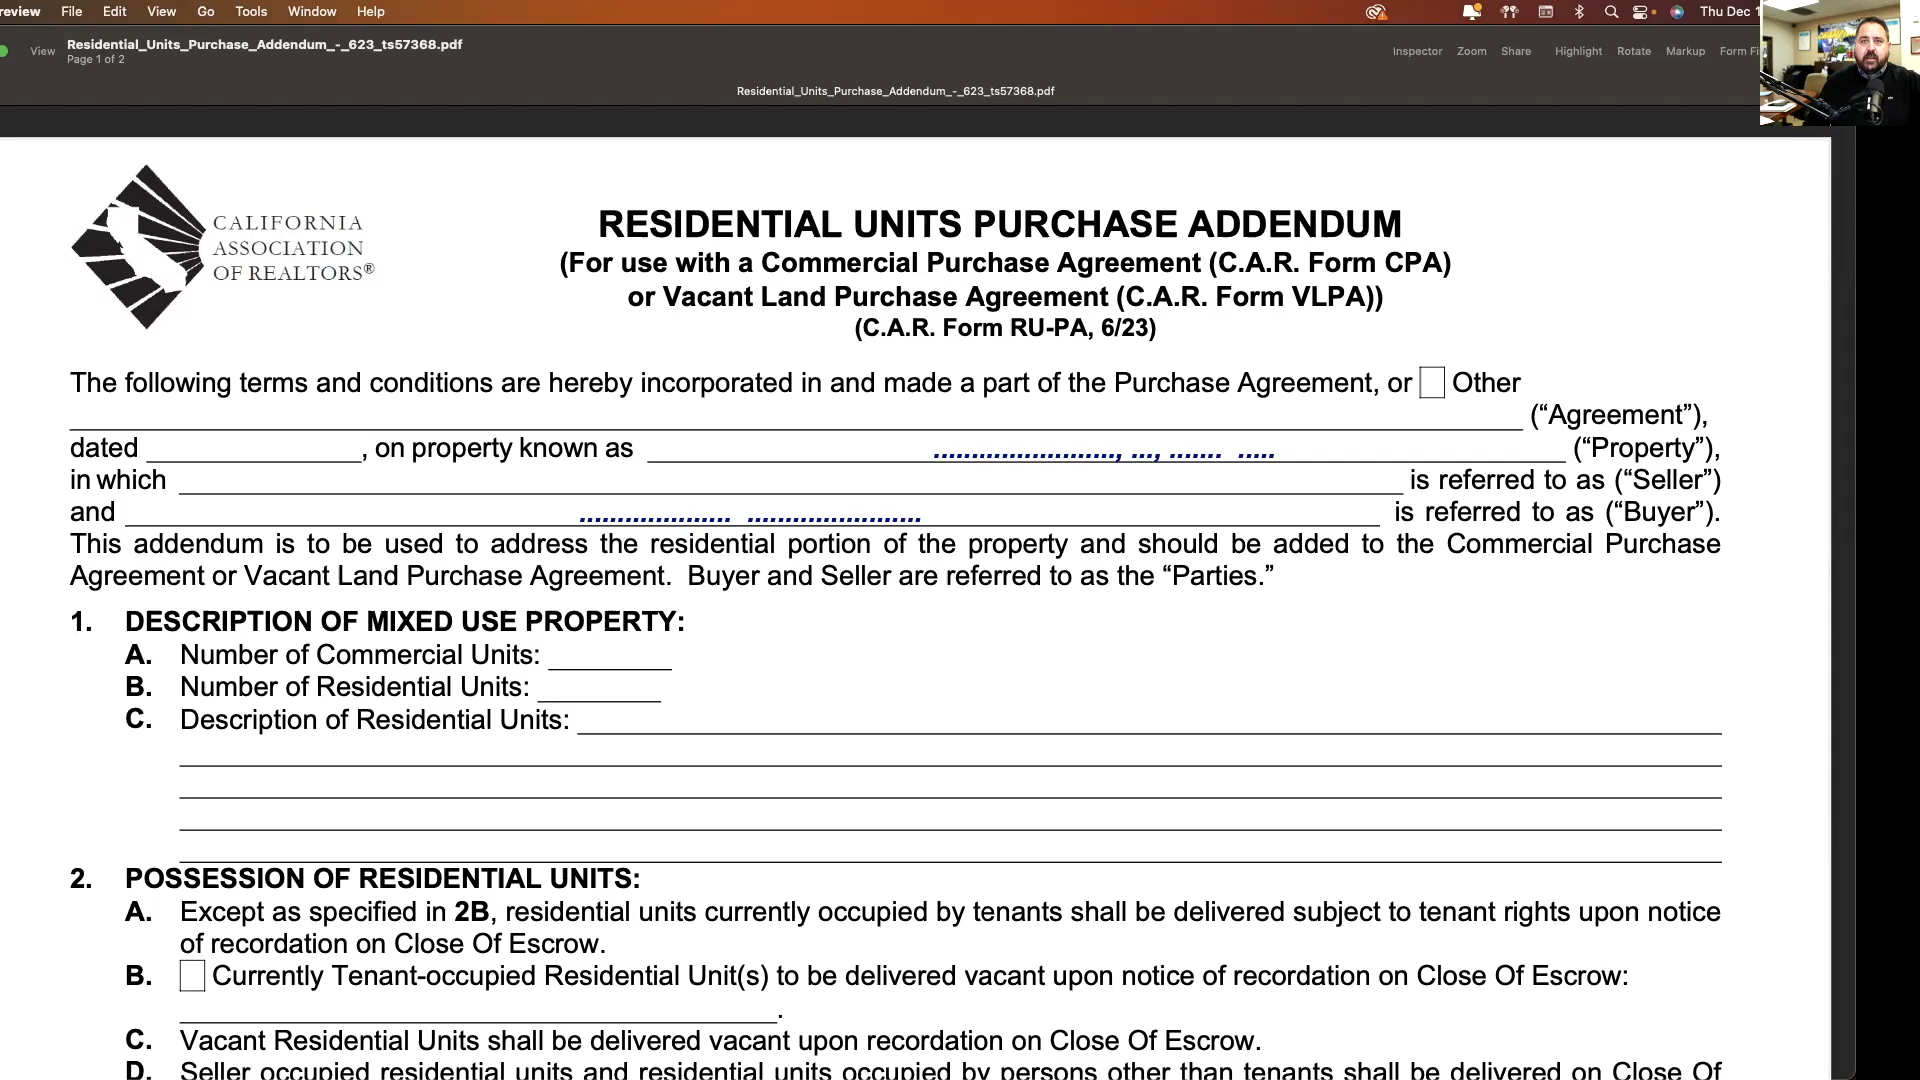 review File Edit View Go Tools Window Help Thu Dec 1
View Residential_Units_Purchase_Addendum_-_623_ts57368.pdf
Page 1 of 2
Inspector Zoom Share Highlight Rotate Markup Form Fi
Residential_Units_Purchase_Addendum_-_623_ts57368.pdf
CALIFORNIA
ASSOCIATION
OF REALTORS®
RESIDENTIAL UNITS PURCHASE ADDENDUM
(For use with a Commercial Purchase Agreement (C.A.R. Form CPA)
or Vacant Land Purchase Agreement (C.A.R. Form VLPA))
(C.A.R. Form RU-PA, 6/23)
The following terms and conditions are hereby incorporated in and made a part of the Purchase Agreement, or Other
(“Agreement”),
dated , on property known as (“Property”),
in which is referred to as (“Seller”)
and is referred to as (“Buyer”).
This addendum is to be used to address the residential portion of the property and should be added to the Commercial Purchase
Agreement or Vacant Land Purchase Agreement. Buyer and Seller are referred to as the “Parties.”
1. DESCRIPTION OF MIXED USE PROPERTY:
A. Number of Commercial Units:
B. Number of Residential Units:
C. Description of Residential Units:
2. POSSESSION OF RESIDENTIAL UNITS:
A. Except as specified in 2B, residential units currently occupied by tenants shall be delivered subject to tenant rights upon notice
of recordation on Close Of Escrow.
B. Currently Tenant-occupied Residential Unit(s) to be delivered vacant upon notice of recordation on Close Of Escrow:
.
C. Vacant Residential Units shall be delivered vacant upon recordation on Close Of Escrow.
D. Seller occupied residential units and residential units occupied by persons other than tenants shall be delivered on Close Of